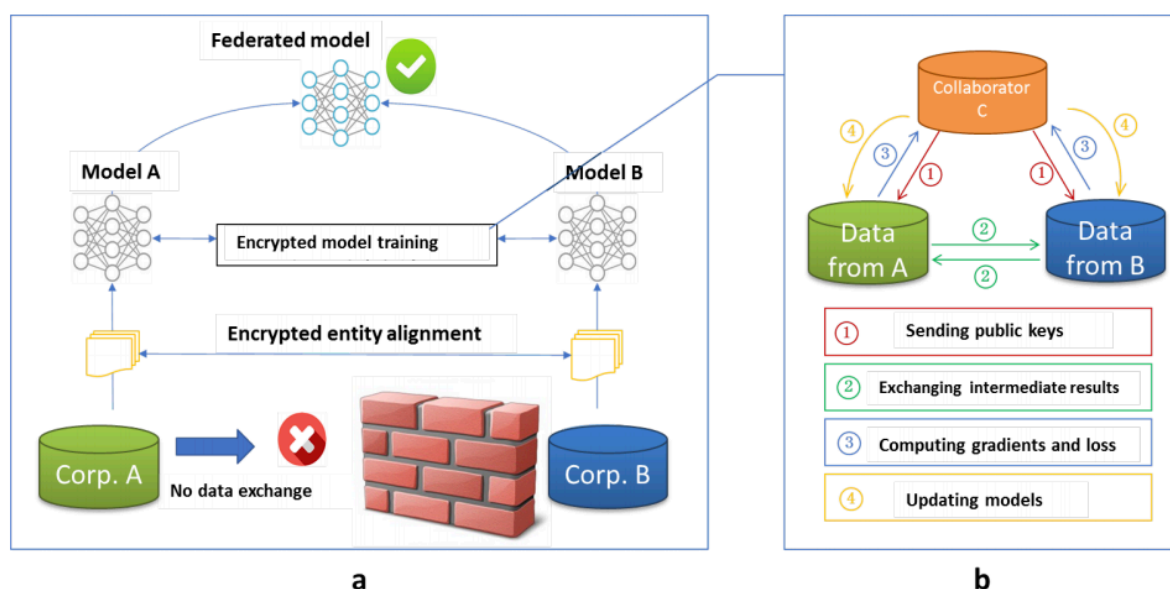 Federated model
Model A
Model B
Encrypted model training
Encrypted entity alignment
Corp. A
No data exchange
Corp. B
a
Collaborator
C
4
3
1
1
3
4
Data
from A
2
2
Data
from B
1 Sending public keys
2 Exchanging intermediate results
3 Computing gradients and loss
4 Updating models
b